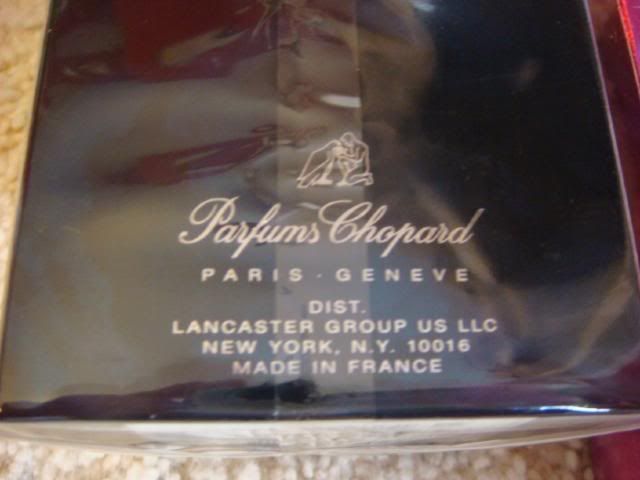 Parfums Chopard
PARIS · GENEVE
DIST.
LANCASTER GROUP US LLC
NEW YORK, N.Y. 10016
MADE IN FRANCE